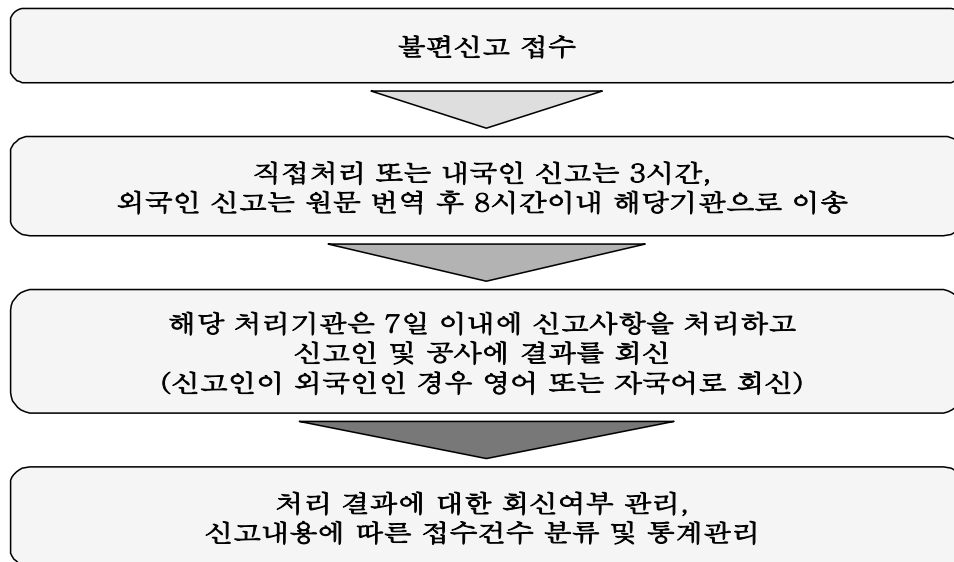 불편신고 접수
직접처리 또는 내국인 신고는 3시간,
외국인 신고는 원문 번역 후 8시간이내 해당기관으로 이송
해당 처리기관은 7일 이내에 신고사항을 처리하고
신고인 및 공사에 결과를 회신
(신고인이 외국인인 경우 영어 또는 자국어로 회신)
처리 결과에 대한 회신여부 관리,
신고내용에 따른 접수건수 분류 및 통계관리